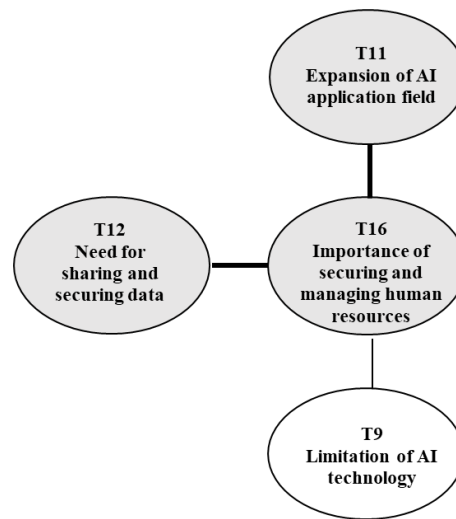 T11
Expansion of AI
application field
T12
Need for
sharing and
securing data
T16
Importance of
securing and
managing human
resources
T9
Limitation of AI
technology